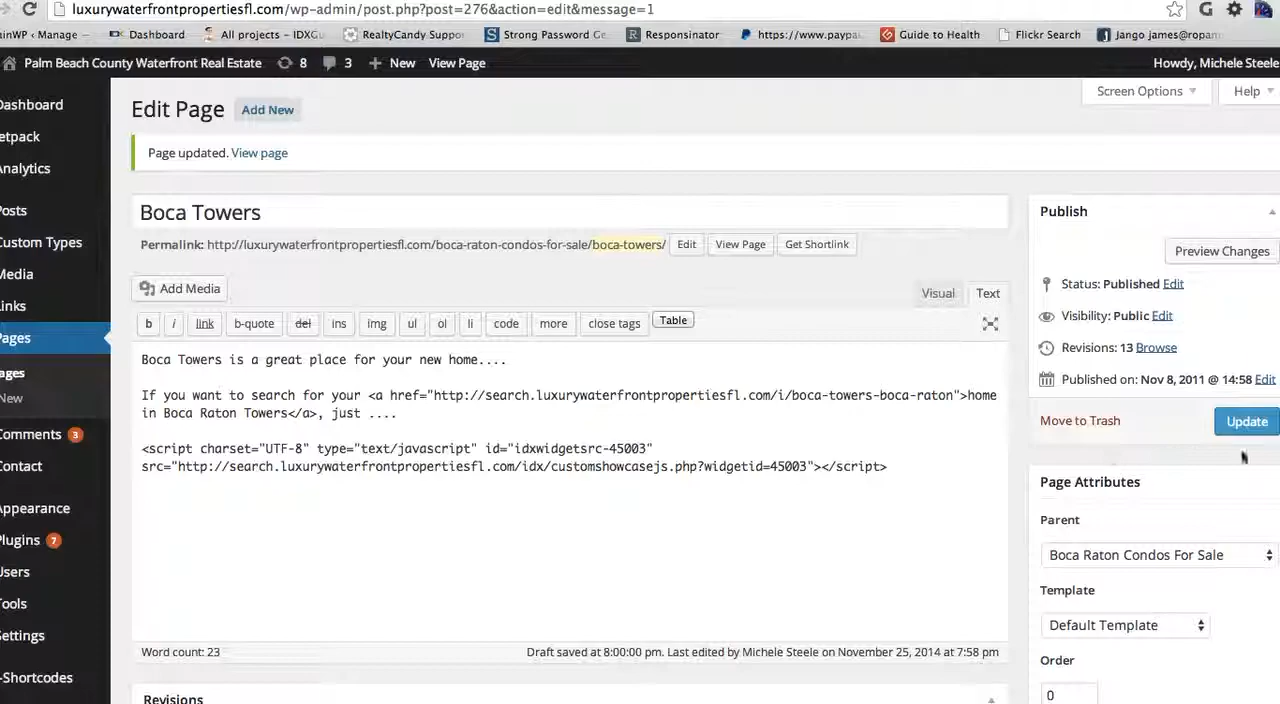 luxurywaterfrontpropertiesfl.com/wp-admin/post.php?post=276&action=edit&message=1
ainWP ‹ Manage ‹ Dashboard All projects – IDXGu RealtyCandy Suppo Strong Password Ge Responsinator https://www.paypa Guide to Health Flickr Search jango.james@ropan
Palm Beach County Waterfront Real Estate 8 3 + New View Page Howdy, Michele Steele
Screen Options Help
Dashboard
etpack
Analytics
Posts
Custom Types
Media
inks
Pages
ages
New
Comments 3
Contact
Appearance
Plugins 7
Users
Tools
Settings
-Shortcodes
Edit Page Add New
Page updated. View page
Boca Towers
Permalink: http://luxurywaterfrontpropertiesfl.com/boca-raton-condos-for-sale/boca-towers/ Edit View Page Get Shortlink
Add Media Visual Text
b i link b-quote del ins img ul ol li code more close tags Table
Boca Towers is a great place for your new home....
If you want to search for your <a href="http://search.luxurywaterfrontpropertiesfl.com/i/boca-towers-boca-raton">home
in Boca Raton Towers</a>, just ....
<script charset="UTF-8" type="text/javascript" id="idxwidgetsrc-45003"
src="http://search.luxurywaterfrontpropertiesfl.com/idx/customshowcasejs.php?widgetid=45003"></script>
Word count: 23 Draft saved at 8:00:00 pm. Last edited by Michele Steele on November 25, 2014 at 7:58 pm
Revisions
Publish
Preview Changes
Status: Published Edit
Visibility: Public Edit
Revisions: 13 Browse
Published on: Nov 8, 2011 @ 14:58 Edit
Move to Trash Update
Page Attributes
Parent
Boca Raton Condos For Sale
Template
Default Template
Order
0